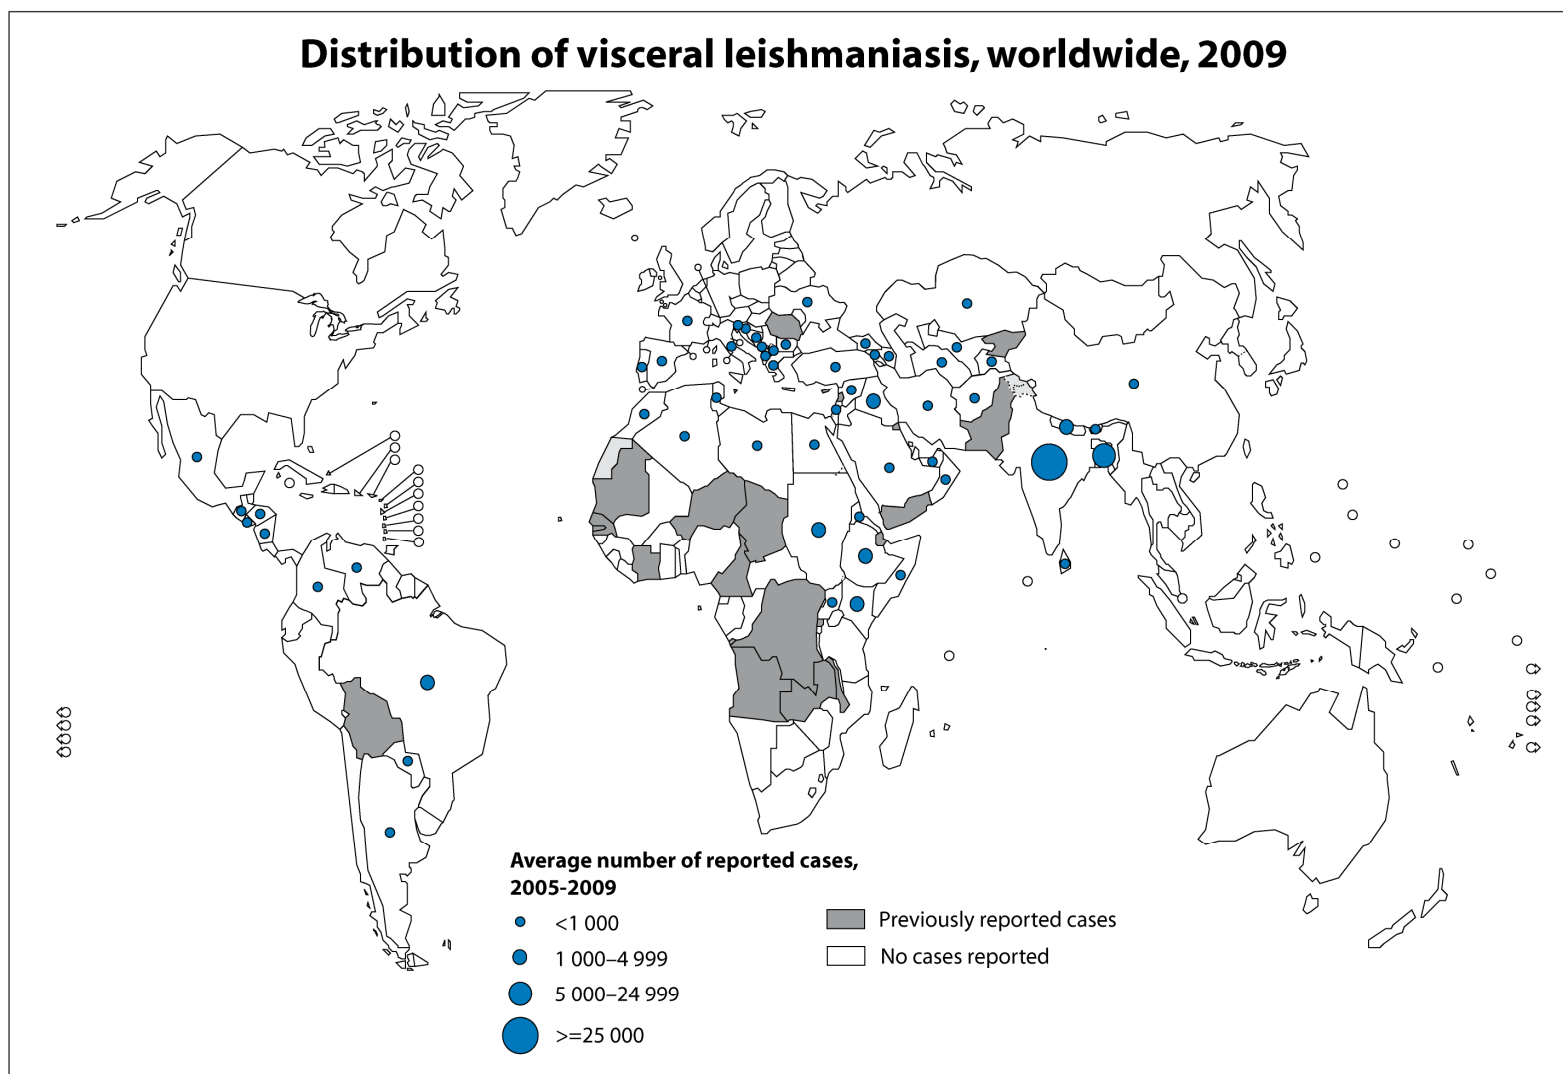 Distribution of visceral leishmaniasis, worldwide, 2009
Average number of reported cases,
2005-2009
<1 000
1 000–4 999
5 000–24 999
>=25 000
Previously reported cases
No cases reported